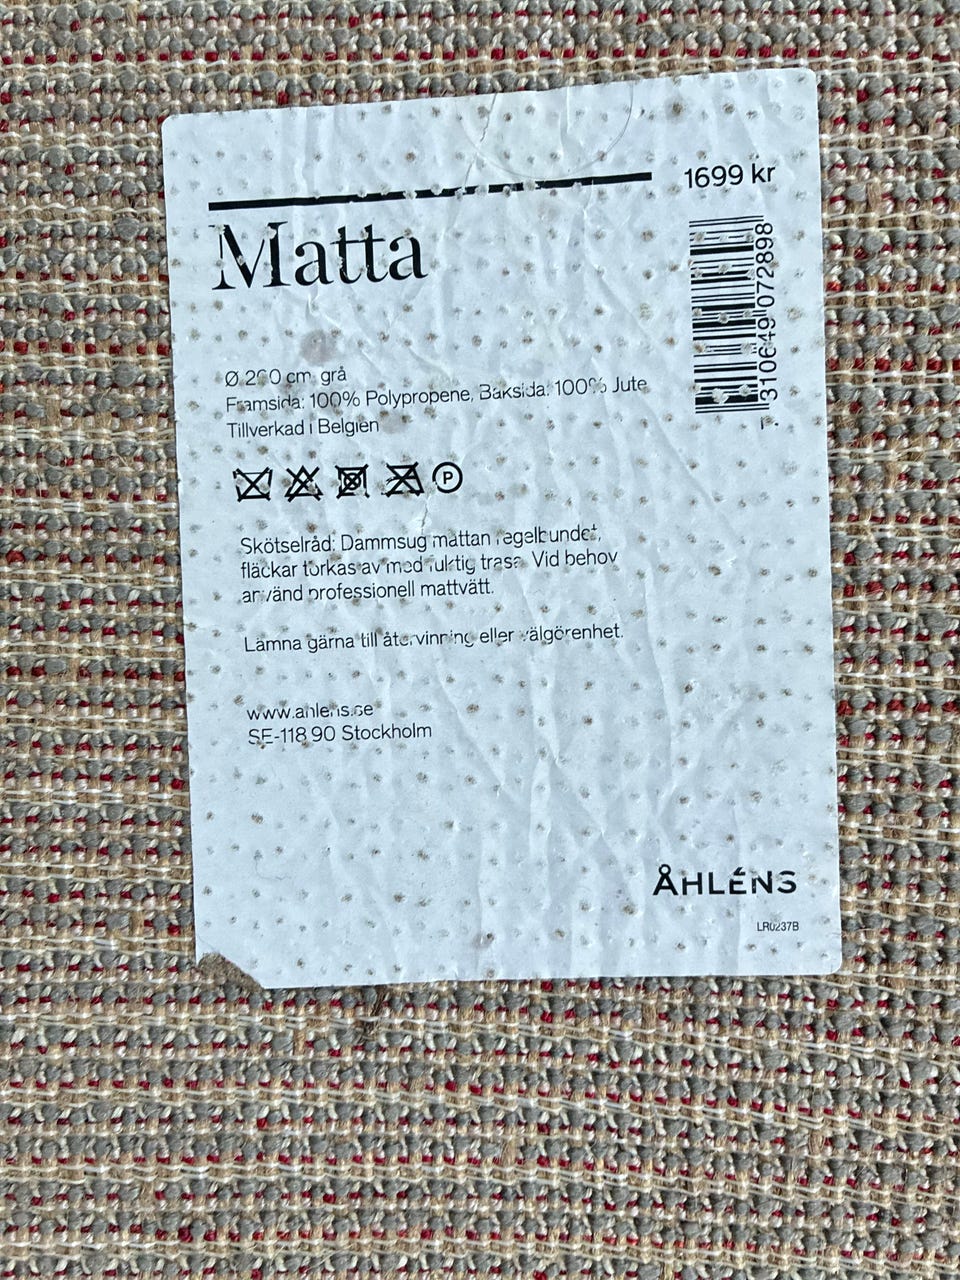 1699 kr
Matta
7310649072898
Ø 200 cm grå
Framsida: 100% Polypropene, Baksida: 100% Jute
Tillverkad i Belgien
P
Skötselråd: Dammsug mattan regelbundet,
fläckar torkas av med fuktig trasa. Vid behov
använd professionell mattvätt.
Lämna gärna till återvinning eller välgörenhet.
www.ahlens.se
SE-118 90 Stockholm
ÅHLÉNS
LR0237B